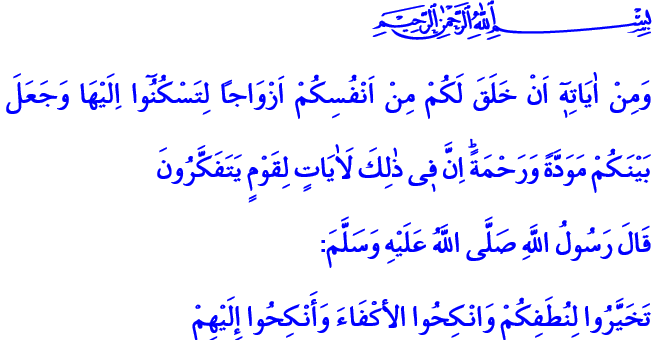 بِسْمِ اللّٰهِ الرَّحْمٰنِ الرَّحِيمِ
وَمِنْ اٰيَاتِهٖٓ اَنْ خَلَقَ لَكُمْ مِنْ اَنْفُسِكُمْ اَزْوَاجاً لِتَسْكُنُٓوا اِلَيْهَا وَجَعَلَ
بَيْنَكُمْ مَوَدَّةً وَرَحْمَةًۜ اِنَّ فٖى ذٰلِكَ لَاٰيَاتٍ لِقَوْمٍ يَتَفَكَّرُونَ
قَالَ رَسُولُ اللَّهِ صَلَّى اللَّهُ عَلَيْهِ وَسَلَّمَ:
تَخَيَّرُوا لِنُطَفِكُمْ وَانْكِحُوا الأَكْفَاءَ وَأَنْكِحُوا إِلَيْهِمْ